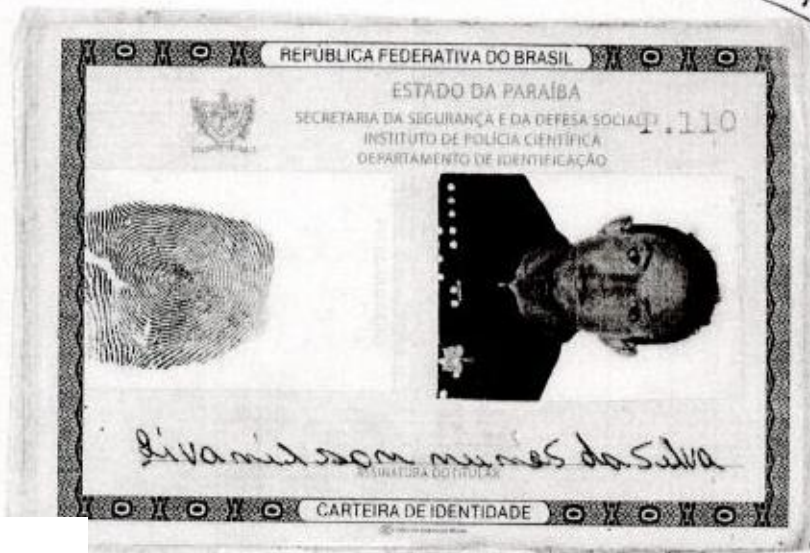 REPÚBLICA FEDERATIVA DO BRASIL
ESTADO DA PARAÍBA
SECRETARIA DA SEGURANÇA E DA DEFESA SOCIAL
.110
INSTITUTO DE POLÍCIA CIENTÍFICA
DEPARTAMENTO DE IDENTIFICAÇÃO
nunes da Silva
ASSINATURA DO TITULAR
CARTEIRA DE IDENTIDADE